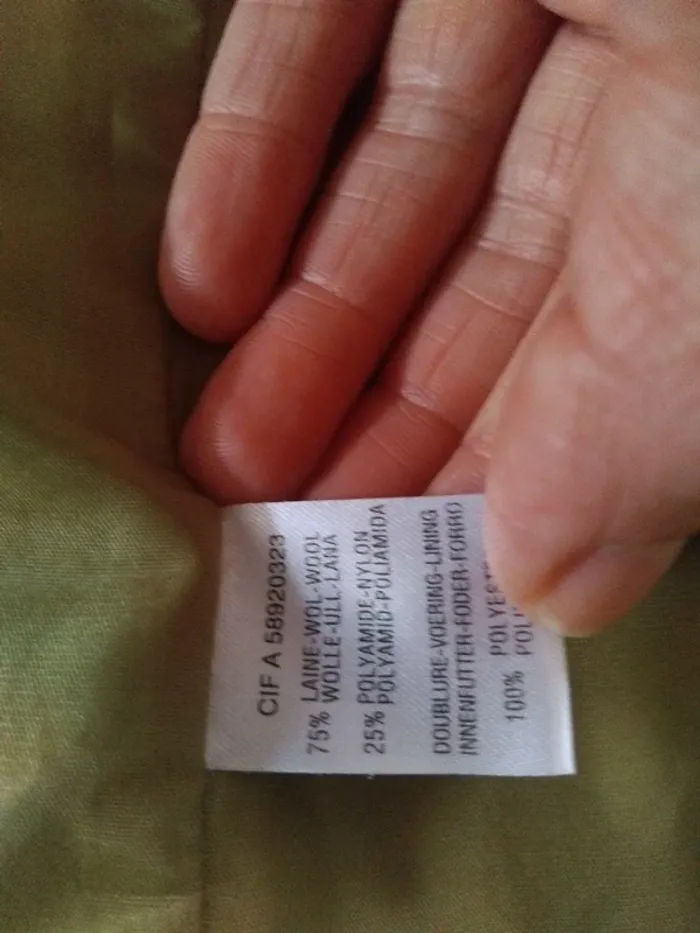 CIF A 58920323
75% LAINE-WOL-WOOL
WOLLE-ULL-LANA
25% POLYAMIDE-NYLON
POLYAMID-POLIAMIDA
DOUBLURE-VOERING-LINING
INNENFUTTER-FODER-FORRO
100%